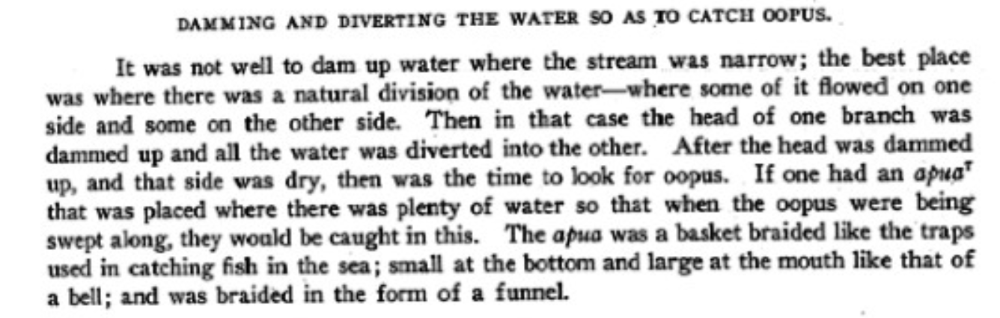 DAMMING AND DIVERTING THE WATER SO AS TO CATCH OOPUS.
It was not well to dam up water where the stream was narrow; the best place
was where there was a natural division of the water—where some of it flowed on one
side and some on the other side. Then in that case the head of one branch was
dammed up and all the water was diverted into the other. After the head was dammed
up, and that side was dry, then was the time to look for oopus. If one had an apua¹
that was placed where there was plenty of water so that when the oopus were being
swept along, they would be caught in this. The apua was a basket braided like the traps
used in catching fish in the sea; small at the bottom and large at the mouth like that of
a bell; and was braided in the form of a funnel.